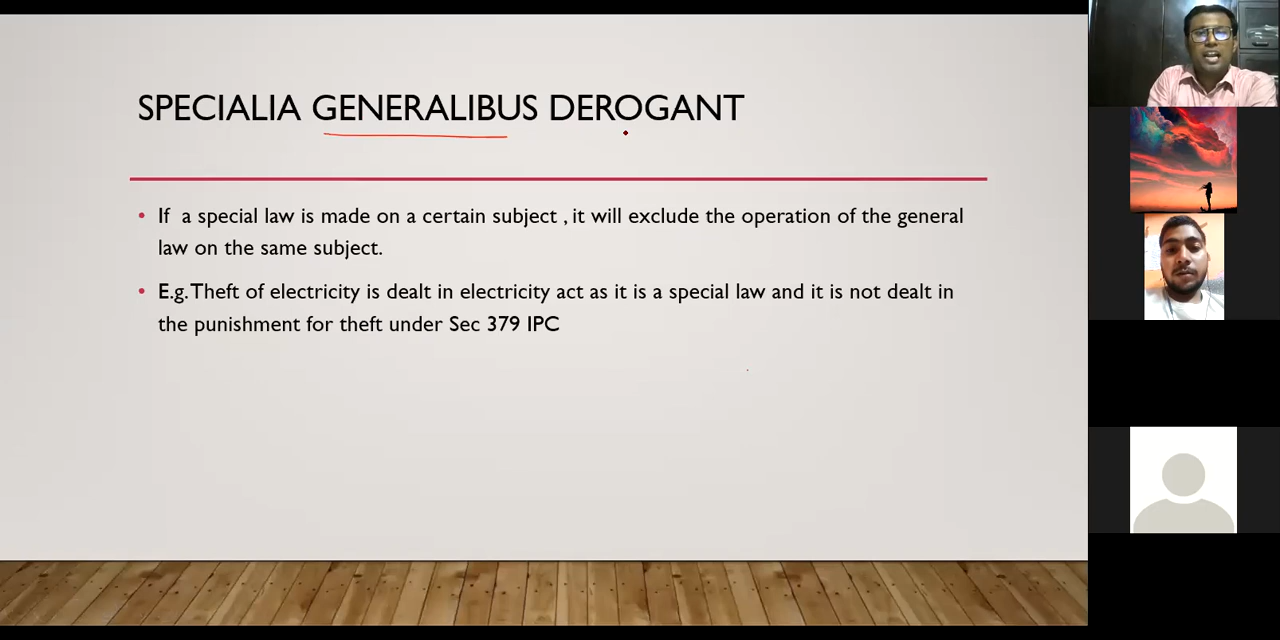 SPECIALIA GENERALIBUS DEROGANT
• If a special law is made on a certain subject , it will exclude the operation of the general
law on the same subject.
• E.g. Theft of electricity is dealt in electricity act as it is a special law and it is not dealt in
the punishment for theft under Sec 379 IPC